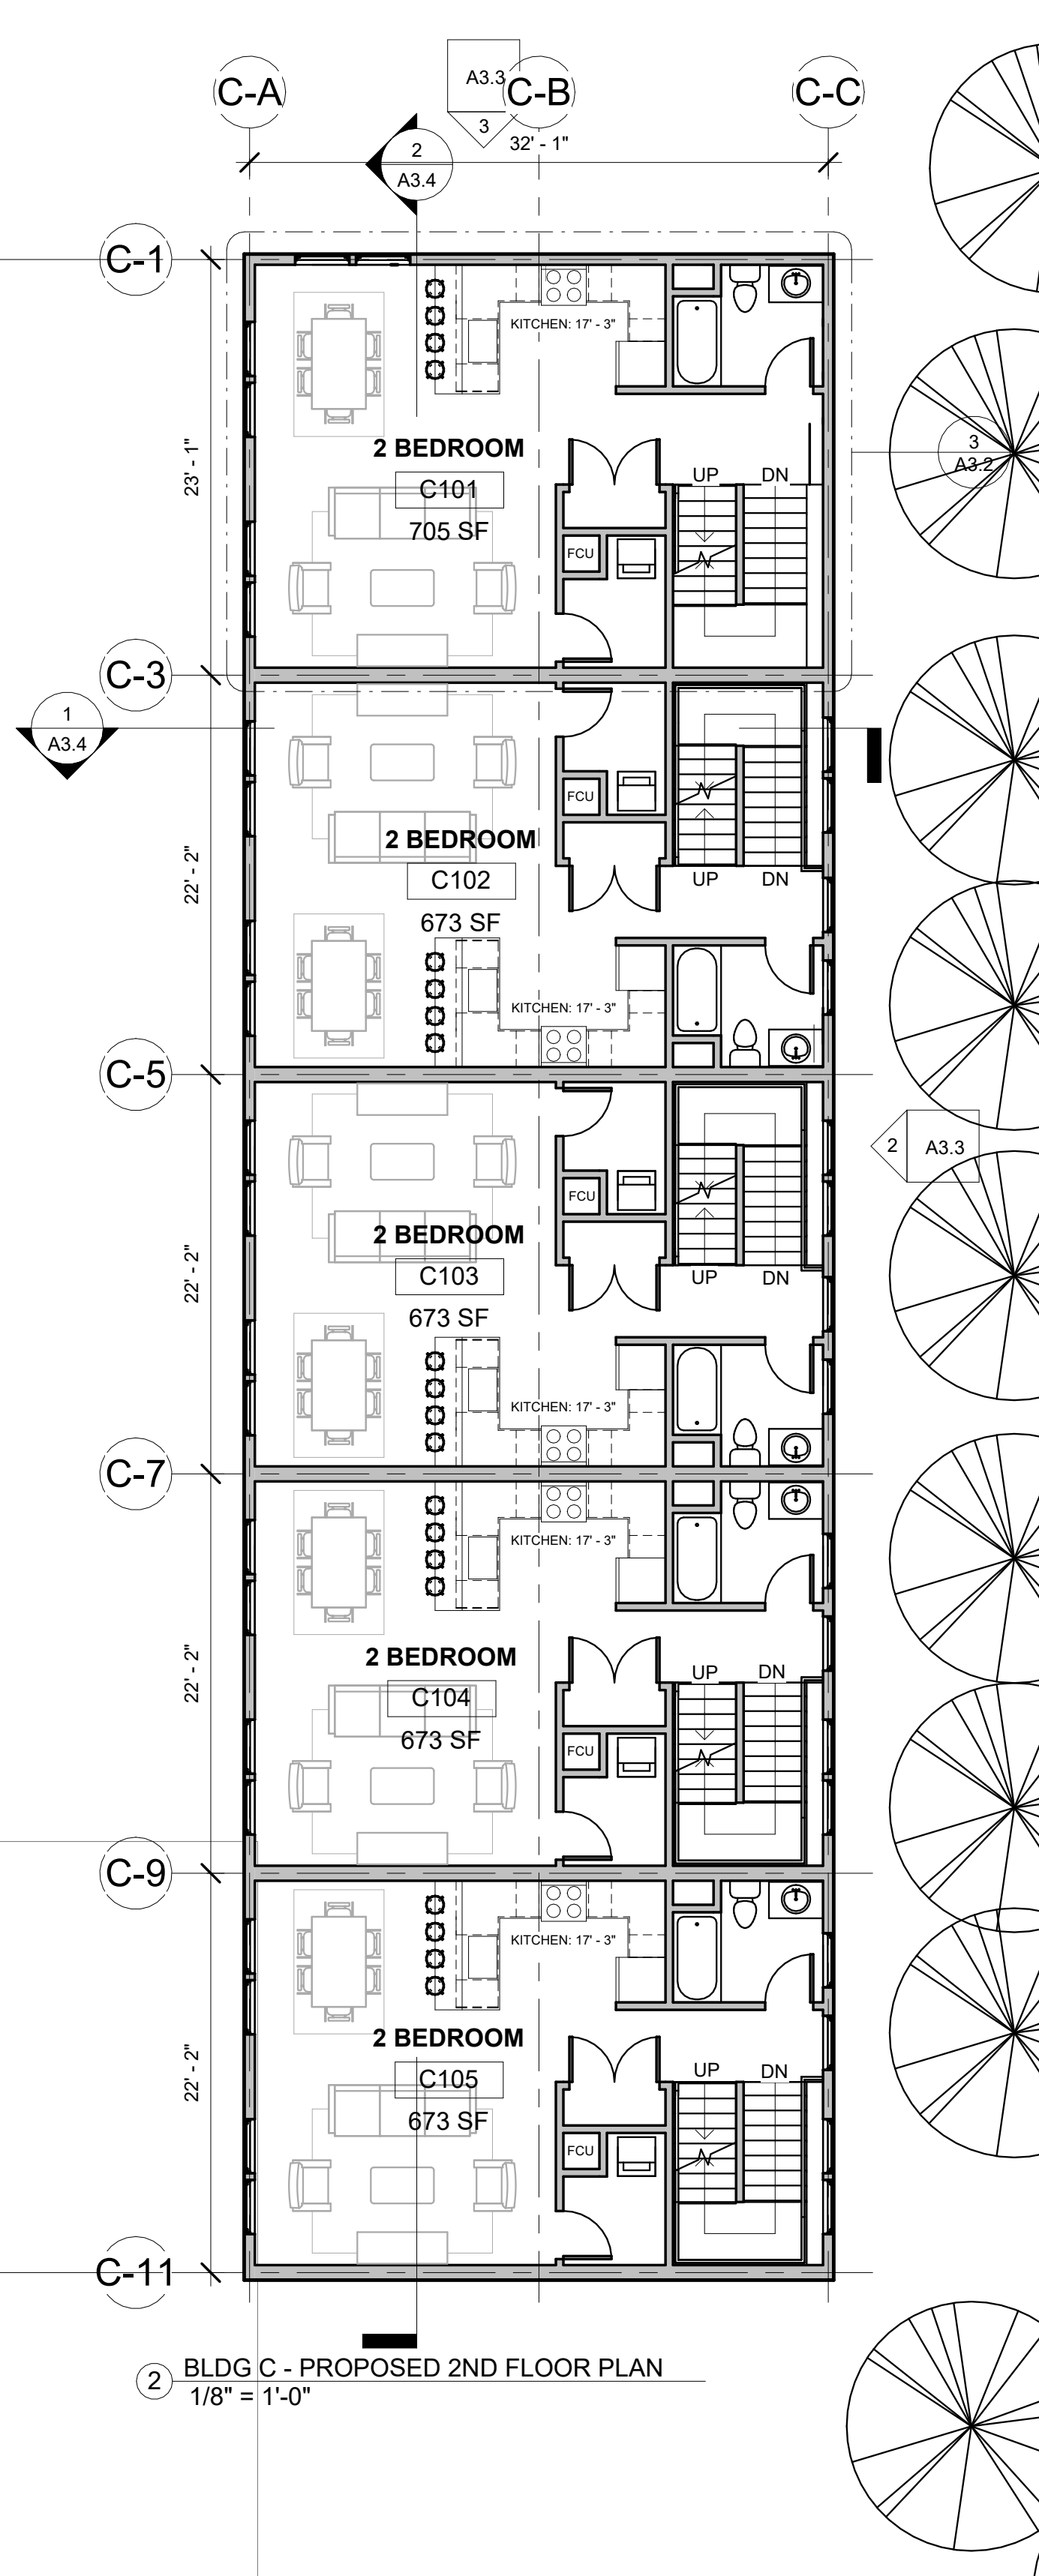 A3.3
3
C-A
C-B
C-C
32' - 1"
2
A3.4
C-1
KITCHEN: 17' - 3"
23' - 1"
2 BEDROOM
C101
705 SF
UP
DN
FCU
3
A3.2
C-3
1
A3.4
FCU
22' - 2"
2 BEDROOM
C102
673 SF
UP
DN
KITCHEN: 17' - 3"
C-5
2
A3.3
FCU
22' - 2"
2 BEDROOM
C103
673 SF
UP
DN
KITCHEN: 17' - 3"
C-7
KITCHEN: 17' - 3"
22' - 2"
2 BEDROOM
C104
673 SF
UP
DN
FCU
C-9
KITCHEN: 17' - 3"
22' - 2"
2 BEDROOM
C105
673 SF
UP
DN
FCU
C-11
2
BLDG C - PROPOSED 2ND FLOOR PLAN
1/8" = 1'-0"